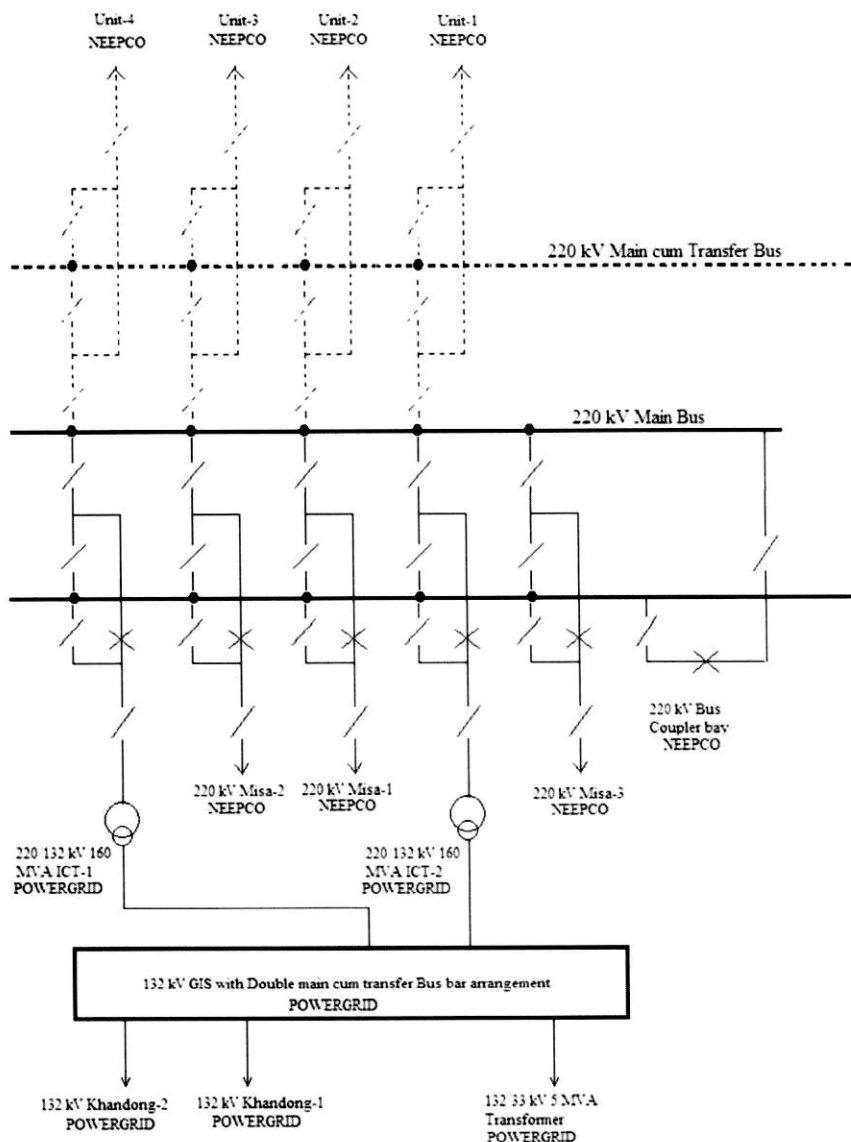 Unit-4
NEEPCO
Unit-3
NEEPCO
Unit-2
NEEPCO
Unit-1
NEEPCO
220 kV Main cum Transfer Bus
220 kV Main Bus
220 kV Bus
Coupler bay
NEEPCO
220 kV Misa-2
NEEPCO
220 kV Misa-1
NEEPCO
220 kV Misa-3
NEEPCO
220 132 kV 160
MVA ICT-1
POWERGRID
220 132 kV 160
MVA ICT-2
POWERGRID
132 kV GIS with Double main cum transfer Bus bar arrangement
POWERGRID
132 kV Khandong-2
POWERGRID
132 kV Khandong-1
POWERGRID
132 33 kV 5 MVA
Transformer
POWERGRID